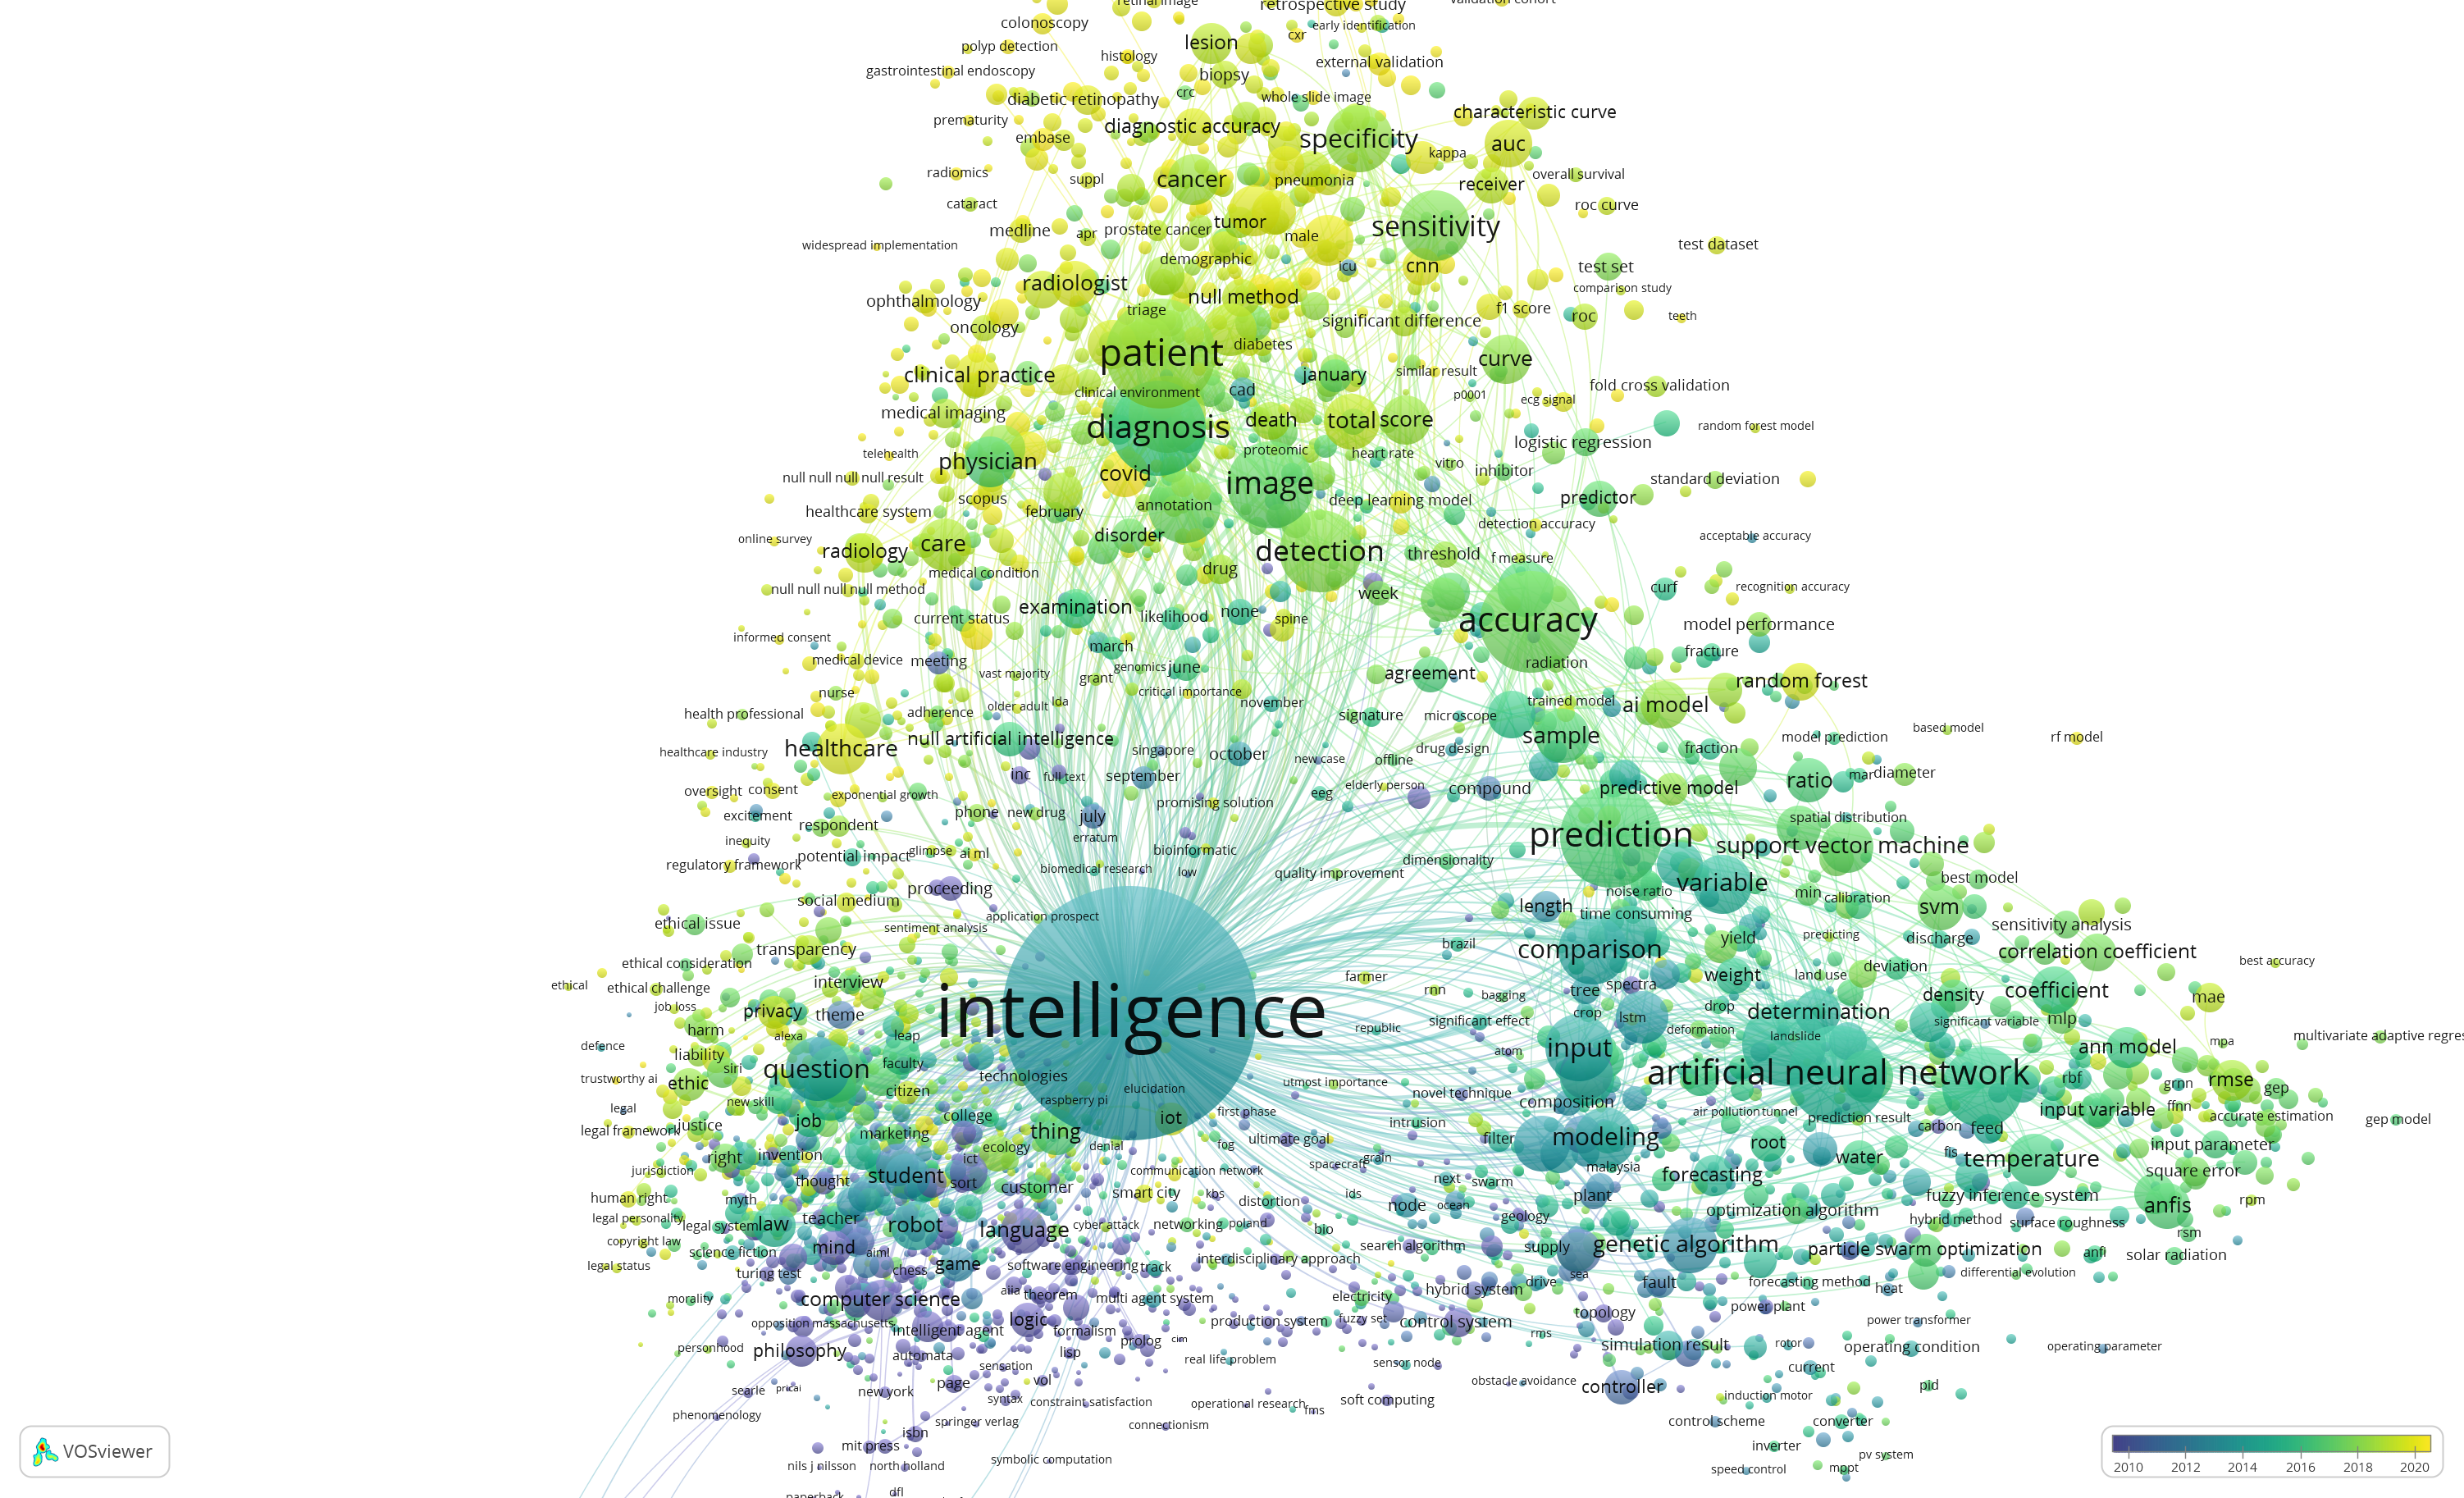 retinal image
retrospective study
validation cohort
colonoscopy
early identification
cxr
lesion
polyp detection
histology
external validation
gastrointestinal endoscopy
biopsy
crc
whole slide image
diabetic retinopathy
characteristic curve
prematurity
diagnostic accuracy
embase
specificity
auc
kappa
radiomics
suppl
cancer
pneumonia
receiver
overall survival
cataract
roc curve
medline
apr
prostate cancer
tumor
male
sensitivity
widespread implementation
test dataset
demographic
icu
cnn
test set
radiologist
comparison study
ophthalmology
null method
triage
f1 score
roc
teeth
oncology
significant difference
patient
diabetes
curve
clinical practice
january
similar result
fold cross validation
clinical environment
cad
p0001
ecg signal
medical imaging
diagnosis
death
total
score
random forest model
logistic regression
telehealth
physician
proteomic
heart rate
vitro
inhibitor
null null null null result
covid
image
standard deviation
scopus
annotation
deep learning model
predictor
healthcare system
february
detection accuracy
online survey
radiology
care
disorder
detection
threshold
f measure
acceptable accuracy
medical condition
drug
null null null null method
week
curf
recognition accuracy
examination
likelihood
none
spine
current status
accuracy
model performance
informed consent
march
fracture
medical device
meeting
vast majority
genomics
june
radiation
grant
agreement
random forest
nurse
critical importance
older adult
lda
november
trained model
ai model
health professional
adherence
signature
microscope
null artificial intelligence
sample
based model
rf model
healthcare industry
healthcare
singapore
october
new case
offline
drug design
fraction
model prediction
inc
full text
september
elderly person
compound
predictive model
ratio
mar
diameter
oversight
consent
exponential growth
eeg
promising solution
excitement
respondent
phone
new drug
july
spatial distribution
inequity
erratum
prediction
support vector machine
regulatory framework
potential impact
glimpse
ai ml
bioinformatic
dimensionality
biomedical research
low
quality improvement
best model
proceeding
variable
noise ratio
min
calibration
social medium
length
time consuming
svm
ethical issue
application prospect
sentiment analysis
sensitivity analysis
transparency
brazil
comparison
yield
predicting
discharge
correlation coefficient
ethical consideration
best accuracy
ethical
ethical challenge
interview
farmer
rnn
bagging
tree
spectra
weight
land use
deviation
density
coefficient
mae
job loss
privacy
theme
intelligence
crop
lstm
drop
determination
harm
alexa
leap
republic
significant effect
deformation
landslide
significant variable
mlp
multivariate adaptive regres
defence
liability
siri
question
faculty
atom
input
ann model
mpa
trustworthy ai
ethic
citizen
technologies
elucidation
utmost importance
novel technique
artificial neural network
rbf
grnn
rmse
gep
legal
new skill
raspberry pi
composition
air pollution
tunnel
prediction result
input variable
ffnn
accurate estimation
gep model
legal framework
justice
job
marketing
college
thing
iot
first phase
fog
ultimate goal
intrusion
filter
modeling
root
carbon
feed
input parameter
jurisdiction
right
invention
ecology
ict
denial
communication network
spacecraft
grain
malaysia
water
fis
temperature
square error
human right
myth
thought
student
sort
customer
smart city
kbs
distortion
ids
next
swarm
plant
forecasting
fuzzy inference system
anfis
rpm
legal personality
legal system
law
teacher
robot
language
cyber attack
networking
poland
bio
node
ocean
geology
optimization algorithm
hybrid method
surface roughness
rsm
copyright law
science fiction
mind
aiml
interdisciplinary approach
search algorithm
supply
genetic algorithm
particle swarm optimization
anfi
solar radiation
legal status
turing test
chess
game
software engineering
track
sea
drive
fault
forecasting method
heat
differential evolution
morality
computer science
aiia
theorem
multi agent system
electricity
hybrid system
topology
power plant
opposition
massachusetts
intelligent agent
logic
formalism
production system
fuzzy set
control system
power transformer
personhood
philosophy
automata
prolog
cim
lisp
real life problem
sensor node
rms
simulation result
rotor
operating condition
operating parameter
sensation
searle
pricai
new york
page
syntax
vol
constraint satisfaction
operational research
fms
soft computing
obstacle avoidance
controller
current
induction motor
pid
phenomenology
springer verlag
connectionism
control scheme
converter
isbn
mit press
inverter
pv system
nils j nilsson
north holland
symbolic computation
speed control
mppt
paperback
dfl
VOSviewer
2010
2012
2014
2016
2018
2020